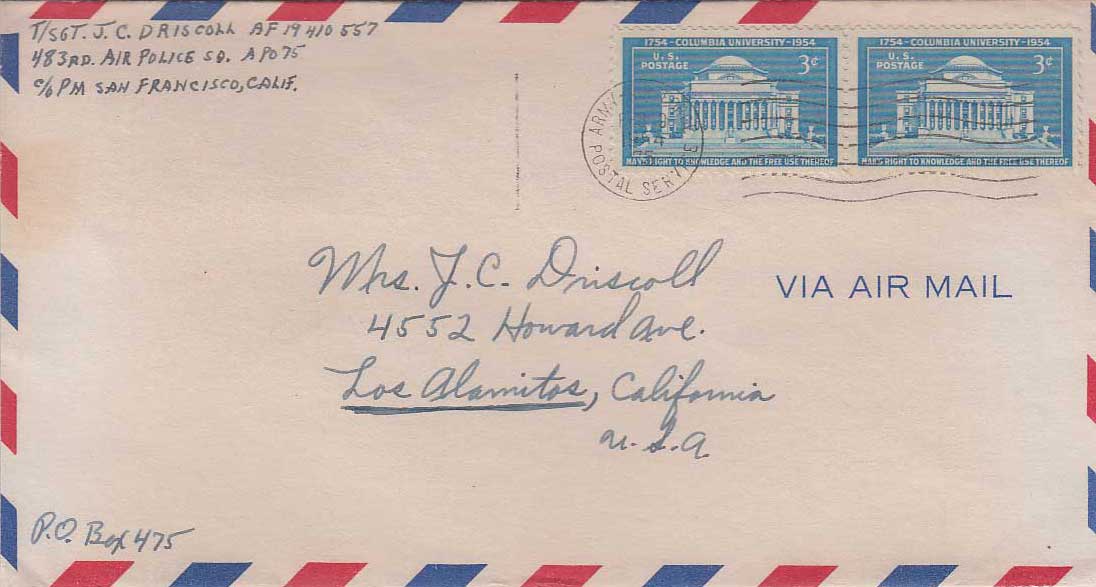 T/SGT. J. C. DRISCOLL AF 19 410 557
483RD. AIR POLICE SQ. APO 75
c/o PM SAN FRANCISCO, CALIF.
1754 - COLUMBIA UNIVERSITY - 1954
U.S. POSTAGE 3¢
MAN'S RIGHT TO KNOWLEDGE AND THE FREE USE THEREOF
1754 - COLUMBIA UNIVERSITY - 1954
U.S. POSTAGE 3¢
MAN'S RIGHT TO KNOWLEDGE AND THE FREE USE THEREOF
ARMY
POSTAL SERVICE
Mrs. J. C. Driscoll
VIA AIR MAIL
4552 Howard Ave.
Los Alamitos, California
U.S.A.
P.O. Box 475